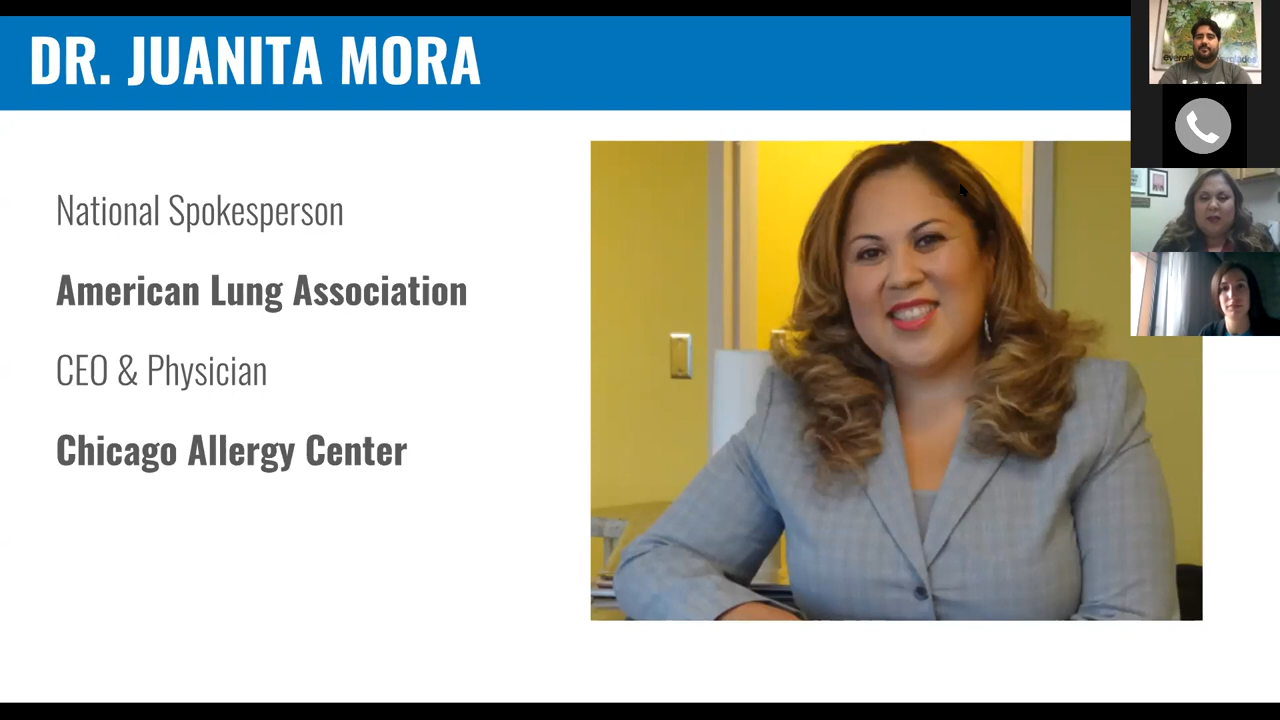 DR. JUANITA MORA
National Spokesperson
American Lung Association
CEO & Physician
Chicago Allergy Center